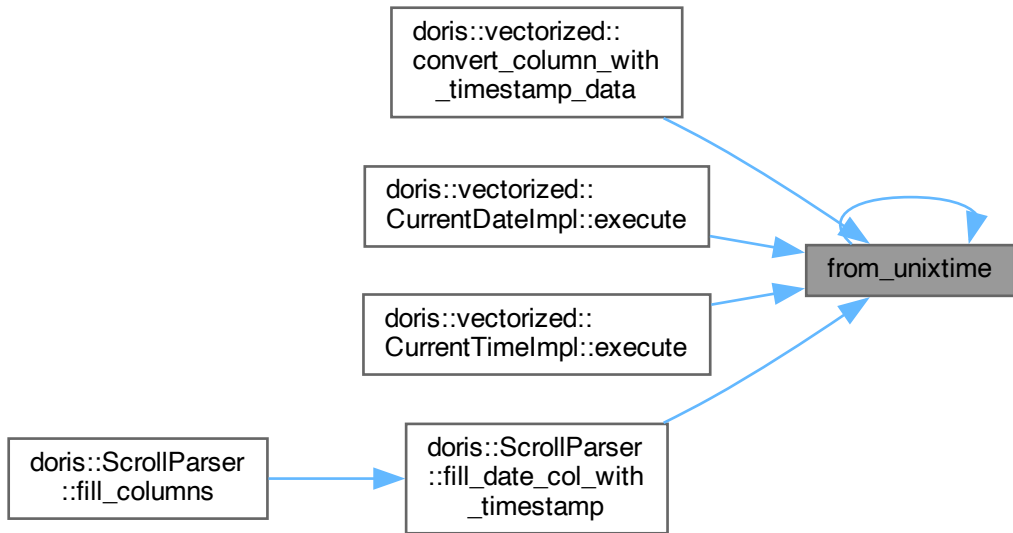 doris::vectorized::
convert_column_with
_timestamp_data
doris::vectorized::
CurrentDateImpl::execute
from_unixtime
doris::vectorized::
CurrentTimeImpl::execute
doris::ScrollParser
::fill_columns
doris::ScrollParser
::fill_date_col_with
_timestamp